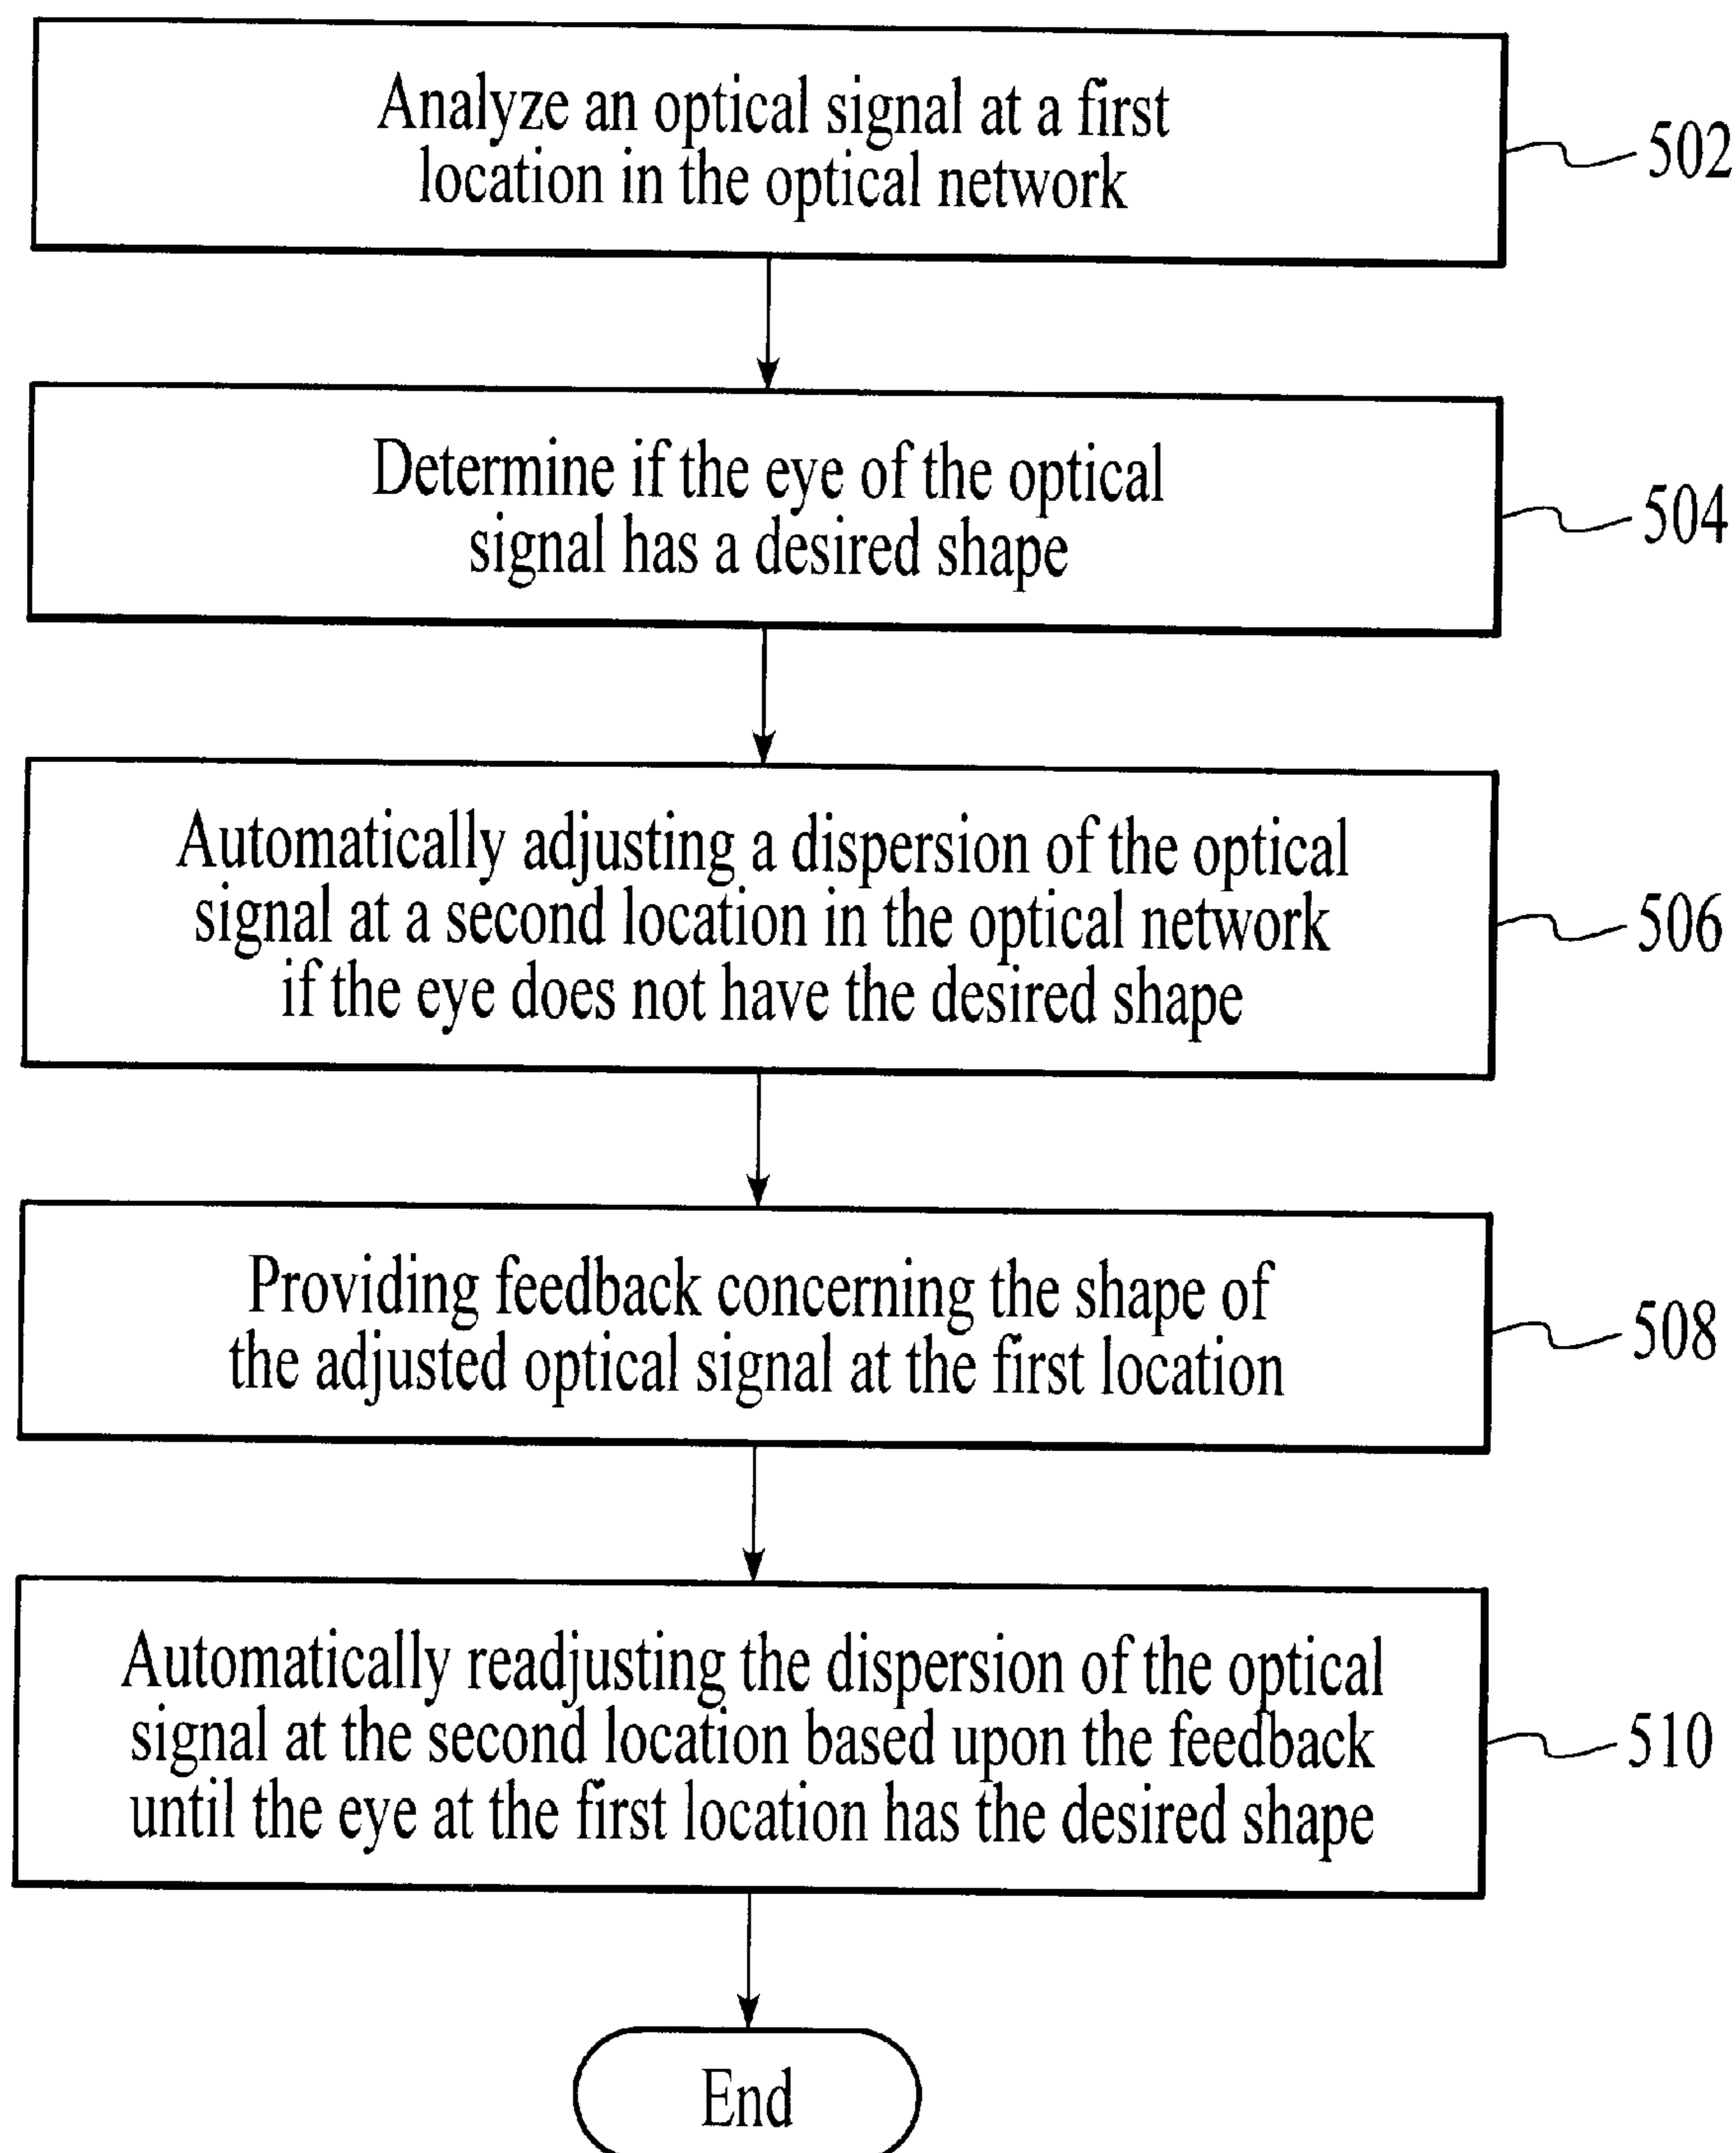 Analyze an optical signal at a first
location in the optical network
502
Determine if the eye of the optical
signal has a desired shape
504
Automatically adjusting a dispersion of the optical
signal at a second location in the optical network
if the eye does not have the desired shape
506
Providing feedback concerning the shape of
the adjusted optical signal at the first location
508
Automatically readjusting the dispersion of the optical
signal at the second location based upon the feedback
until the eye at the first location has the desired shape
510
End